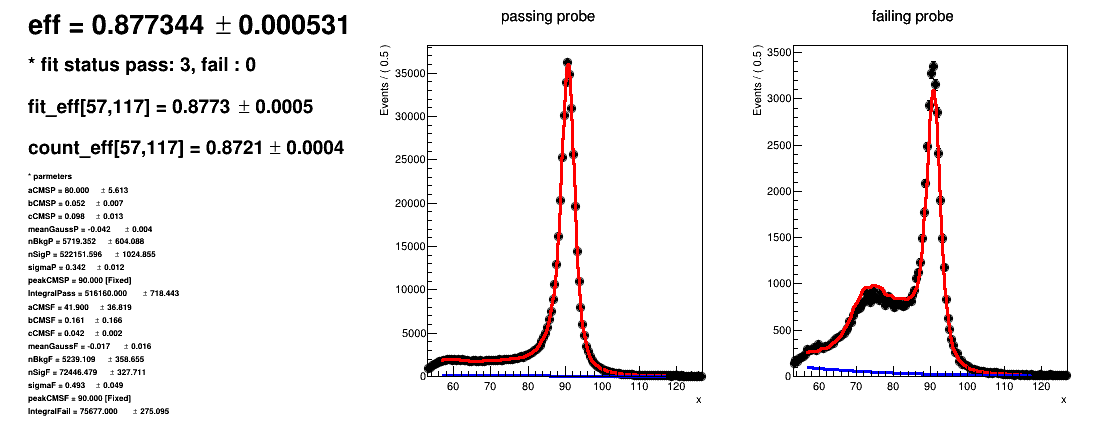 eff = 0.877344 ± 0.000531
* fit status pass: 3, fail : 0
fit_eff[57,117] = 0.8773 ± 0.0005
count_eff[57,117] = 0.8721 ± 0.0004
* parmeters
aCMSP = 80.000 ± 5.613
bCMSP = 0.052 ± 0.007
cCMSP = 0.098 ± 0.013
meanGaussP = -0.042 ± 0.004
nBkgP = 5719.352 ± 604.088
nSigP = 522151.596 ± 1024.855
sigmaP = 0.342 ± 0.012
peakCMSP = 90.000 [Fixed]
IntegralPass = 516160.000 ± 718.443
aCMSF = 41.900 ± 36.819
bCMSF = 0.161 ± 0.166
cCMSF = 0.042 ± 0.002
meanGaussF = -0.017 ± 0.016
nBkgF = 5239.109 ± 358.655
nSigF = 72446.479 ± 327.711
sigmaF = 0.493 ± 0.049
peakCMSF = 90.000 [Fixed]
IntegralFail = 75677.000 ± 275.095
passing probe
Events / ( 0.5 )
35000
30000
25000
20000
15000
10000
5000
0
60 70 80 90 100 110 120
x
failing probe
Events / ( 0.5 )
3500
3000
2500
2000
1500
1000
500
0
60 70 80 90 100 110 120
x